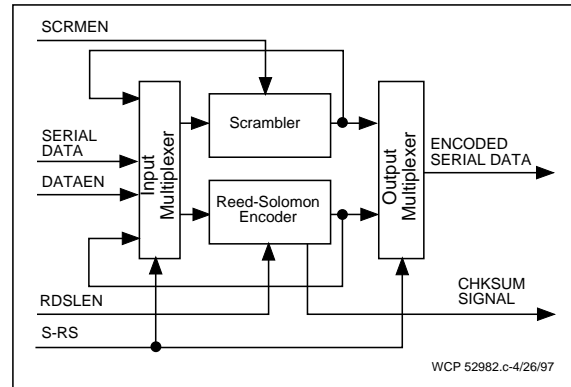 SCRMEN
SERIAL
DATA
DATAEN
Input
Multiplexer
Scrambler
Reed-Solomon
Encoder
Output
Multiplexer
ENCODED
SERIAL DATA
CHKSUM
SIGNAL
RDSLEN
S-RS
WCP 52982.c-4/26/97